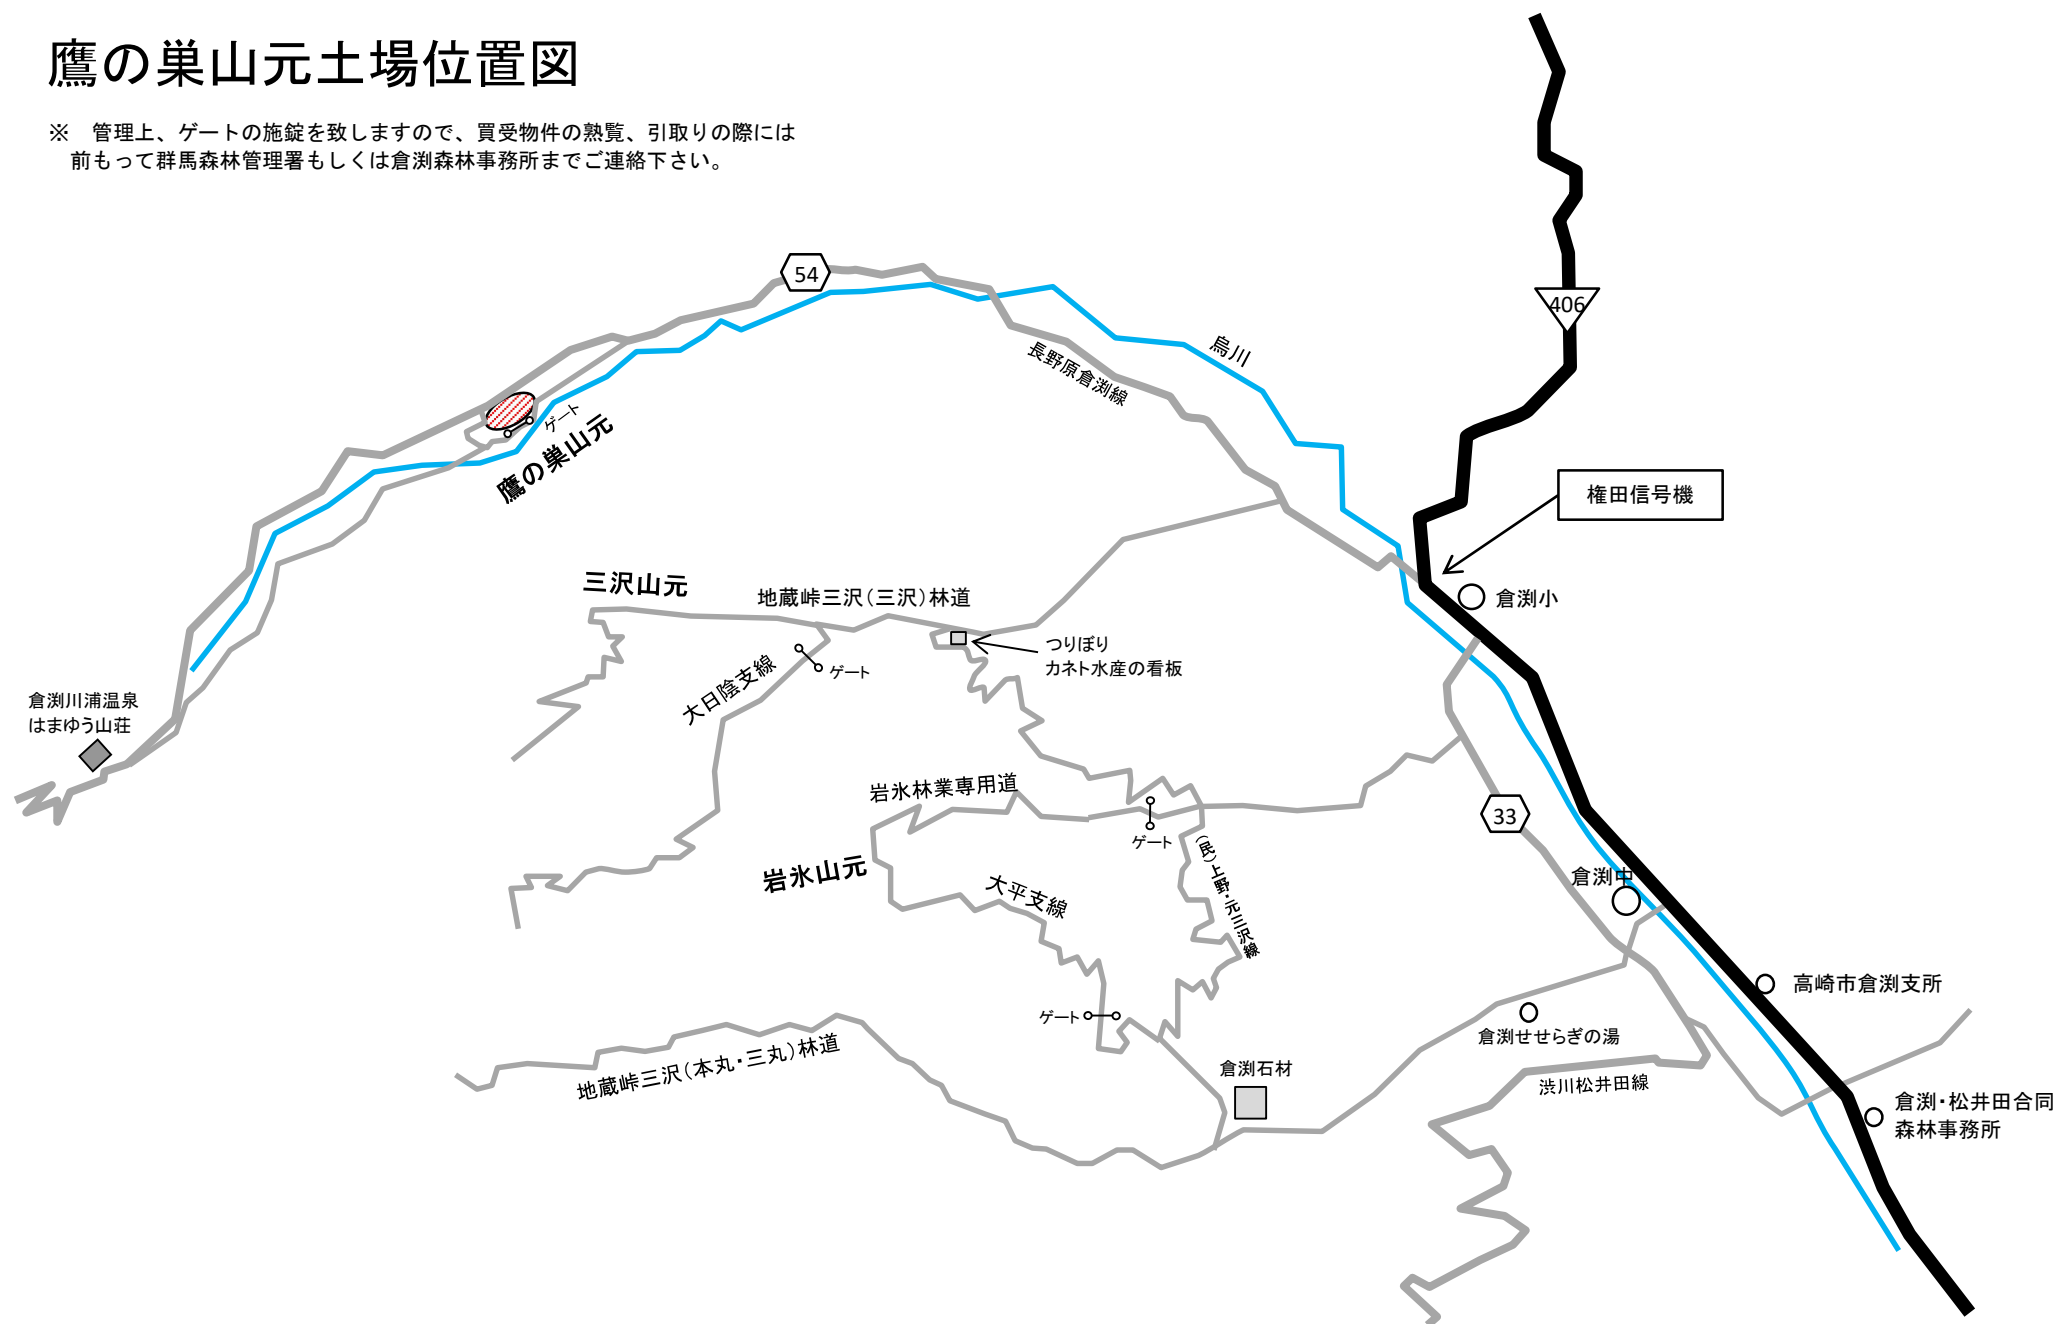 鷹の巣山元土場位置図
※　管理上、ゲートの施錠を致しますので、買受物件の熟覧、引取りの際には
前もって群馬森林管理署もしくは倉渕森林事務所までご連絡下さい。
54
406
烏川
長野原倉渕線
ゲート
鷹の巣山元
権田信号機
三沢山元
地蔵峠三沢（三沢）林道
倉渕小
つりぼり
カネト水産の看板
大日陰支線
ゲート
倉渕川浦温泉
はまゆう山荘
岩氷林業専用道
33
ゲート
（民）上野・元三沢線
岩氷山元
大平支線
倉渕中
高崎市倉渕支所
ゲート
倉渕せせらぎの湯
地蔵峠三沢（本丸・三丸）林道
倉渕石材
渋川松井田線
倉渕・松井田合同
森林事務所